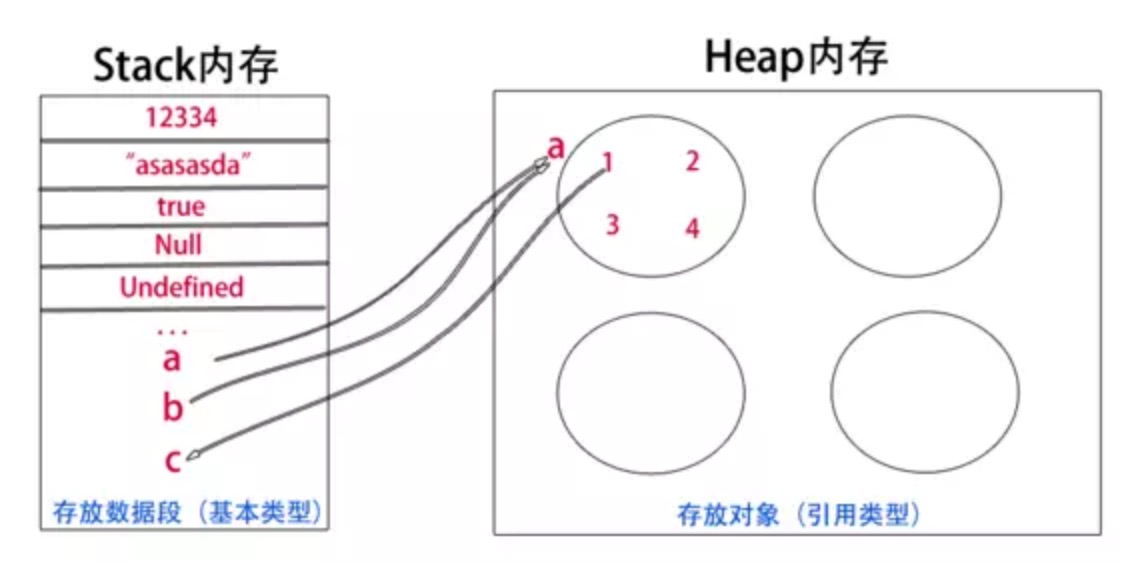 Stack内存
12334
"asasasda"
true
Null
Undefined
...
a
b
c
存放数据段（基本类型）
Heap内存
a
1 2
3 4
存放对象（引用类型）